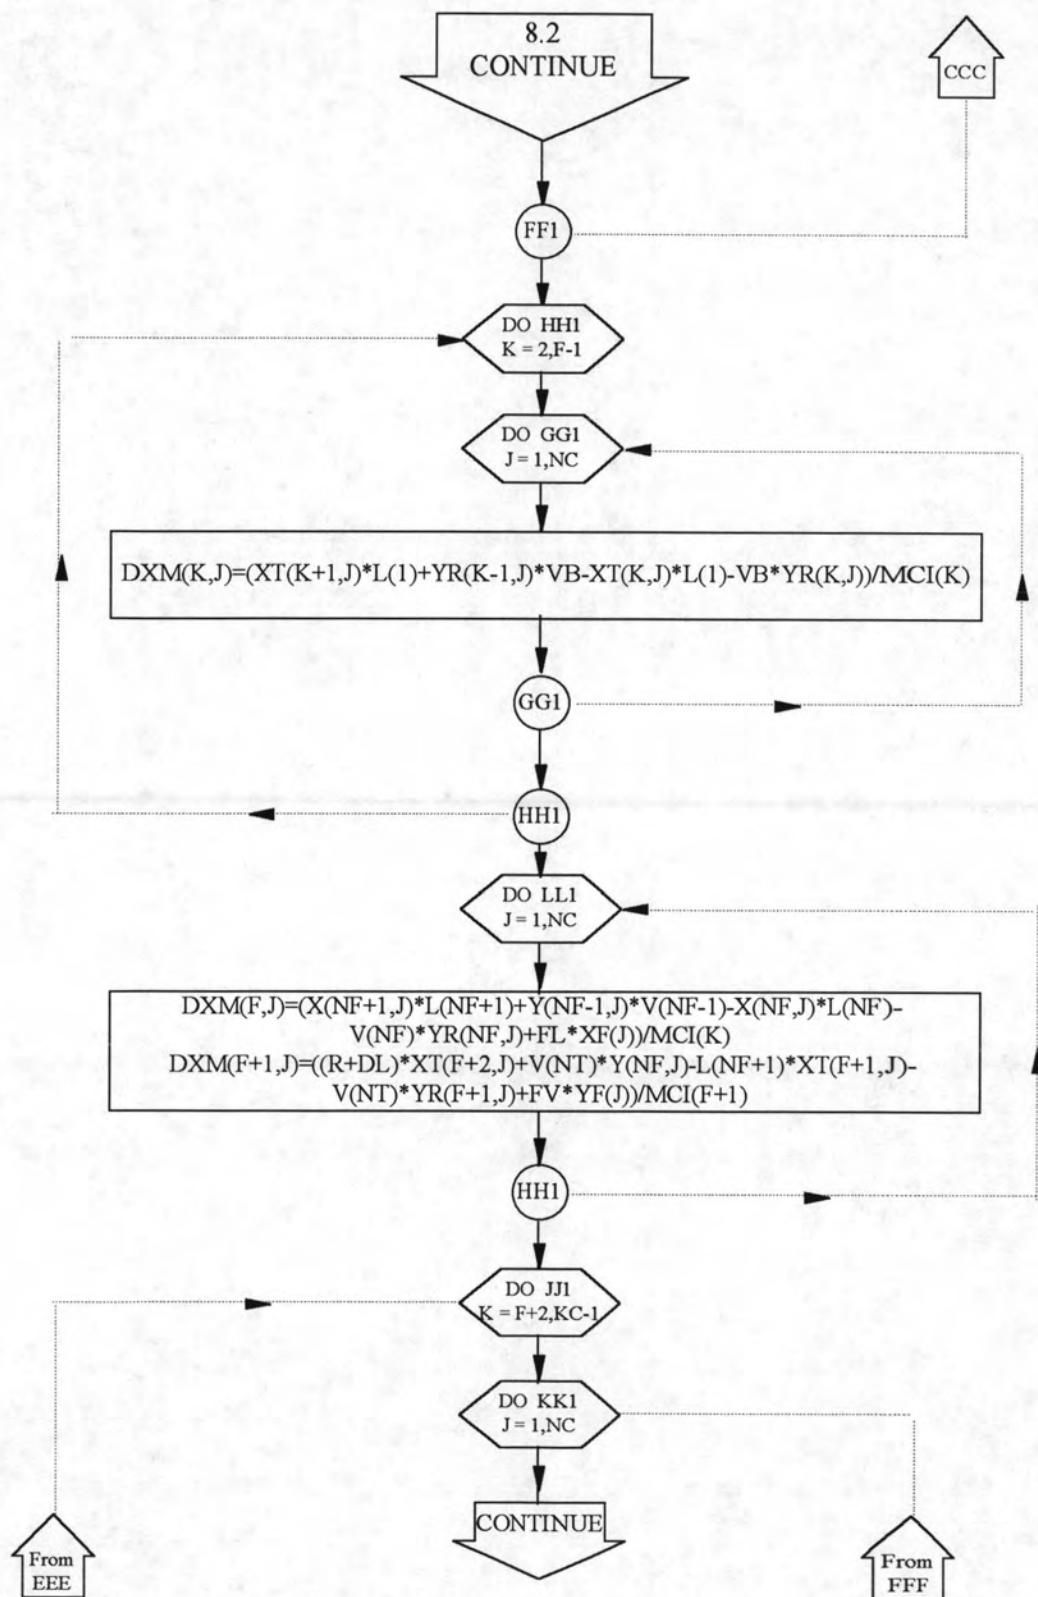 8.2
CONTINUE
CCC
FF1
DO HH1
K = 2,F-1
DO GG1
J = 1,NC
DXM(K,J)=(XT(K+1,J)*L(1)+YR(K-1,J)*VB-XT(K,J)*L(1)-VB*YR(K,J))/MCI(K)
GG1
HH1
DO LL1
J = 1,NC
DXM(F,J)=(X(NF+1,J)*L(NF+1)+Y(NF-1,J)*V(NF-1)-X(NF,J)*L(NF)-
V(NF)*YR(NF,J)+FL*XF(J))/MCI(K)
DXM(F+1,J)=((R+DL)*XT(F+2,J)+V(NT)*Y(NF,J)-L(NF+1)*XT(F+1,J)-
V(NT)*YR(F+1,J)+FV*YF(J))/MCI(F+1)
HH1
DO JJ1
K = F+2,KC-1
DO KK1
J = 1,NC
CONTINUE
From
EEE
From
FFF